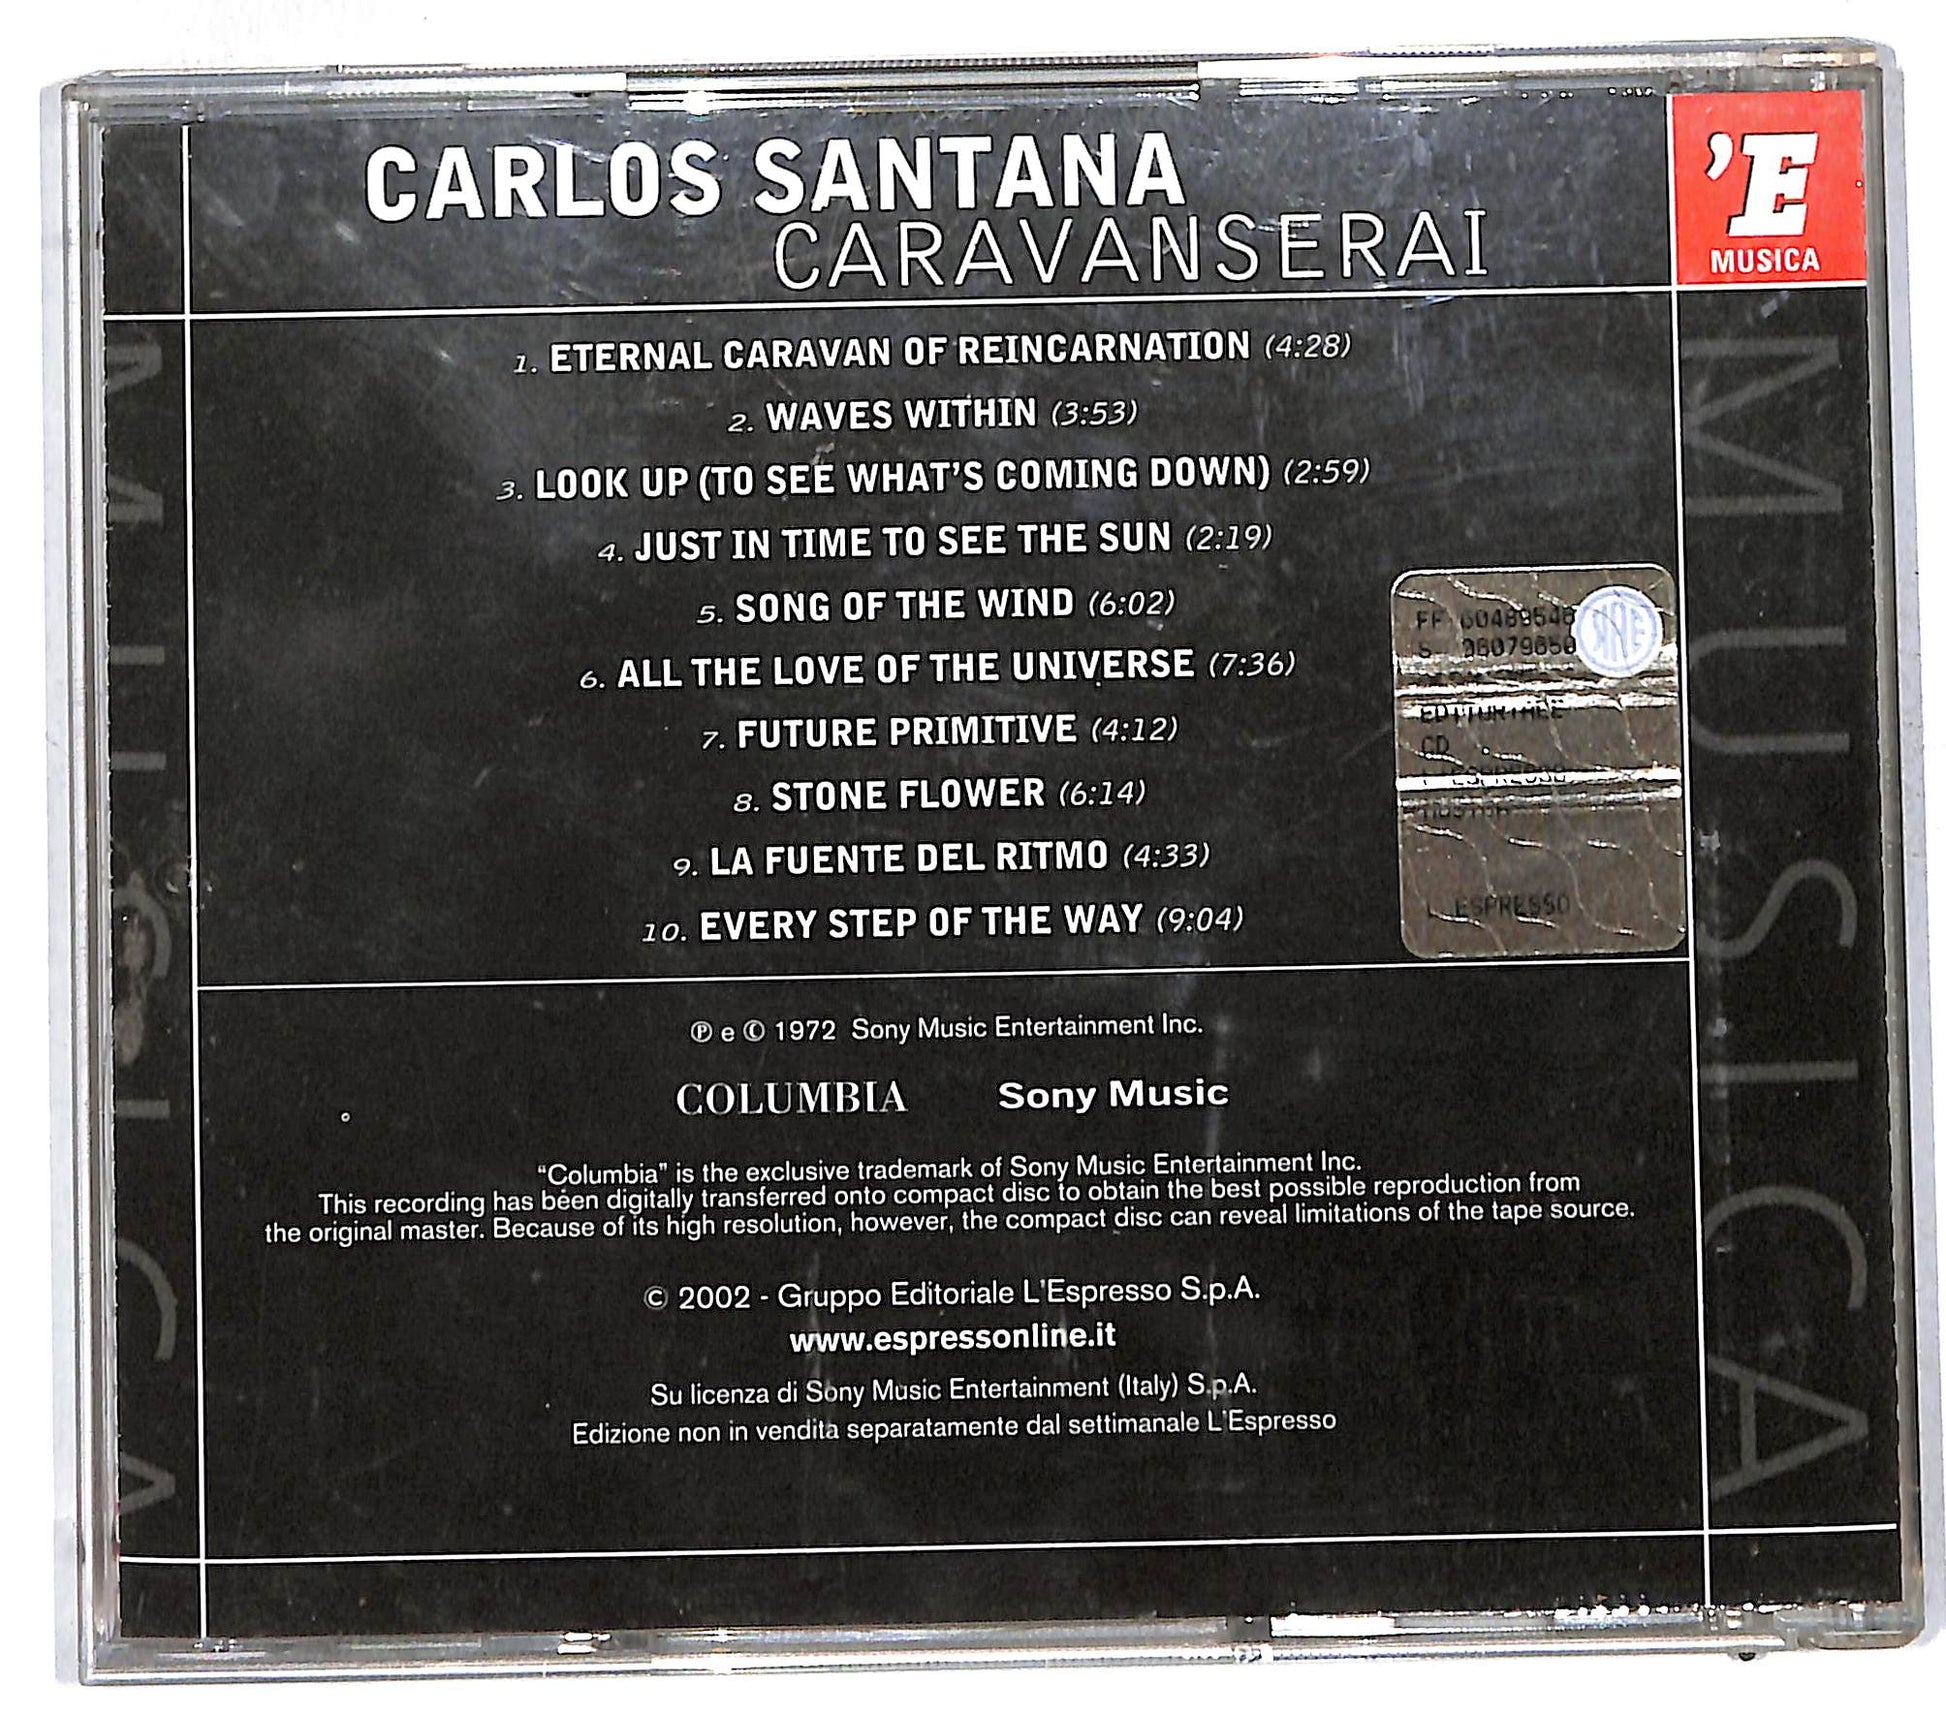 CARLOS SANTANA
CARAVANSERAI
'E
MUSICA
1. ETERNAL CARAVAN OF REINCARNATION (4:28)
2. WAVES WITHIN (3:53)
3. LOOK UP (TO SEE WHAT'S COMING DOWN) (2:59)
4. JUST IN TIME TO SEE THE SUN (2:19)
5. SONG OF THE WIND (6:02)
6. ALL THE LOVE OF THE UNIVERSE (7:36)
7. FUTURE PRIMITIVE (4:12)
8. STONE FLOWER (6:14)
9. LA FUENTE DEL RITMO (4:33)
10. EVERY STEP OF THE WAY (9:04)
SIAE
CD
L ESPRESSO
℗ e © 1972 Sony Music Entertainment Inc.
COLUMBIA Sony Music
"Columbia" is the exclusive trademark of Sony Music Entertainment Inc.
This recording has been digitally transferred onto compact disc to obtain the best possible reproduction from
the original master. Because of its high resolution, however, the compact disc can reveal limitations of the tape source.
© 2002 - Gruppo Editoriale L'Espresso S.p.A.
www.espressonline.it
Su licenza di Sony Music Entertainment (Italy) S.p.A.
Edizione non in vendita separatamente dal settimanale L'Espresso
MUSICA